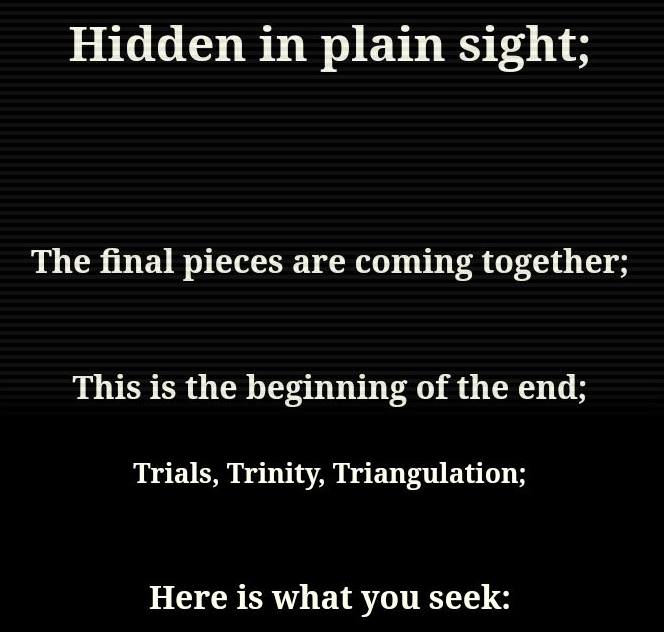 Hidden in plain sight;
The final pieces are coming together;
This is the beginning of the end;
Trials, Trinity, Triangulation;
Here is what you seek: